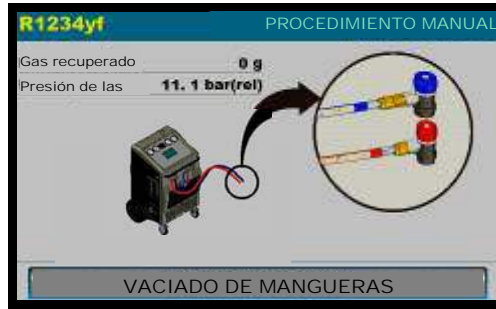 R1234yf PROCEDIMIENTO MANUAL
Gas recuperado 0 g
Presión de las 11. 1 bar(rel)
VACIADO DE MANGUERAS